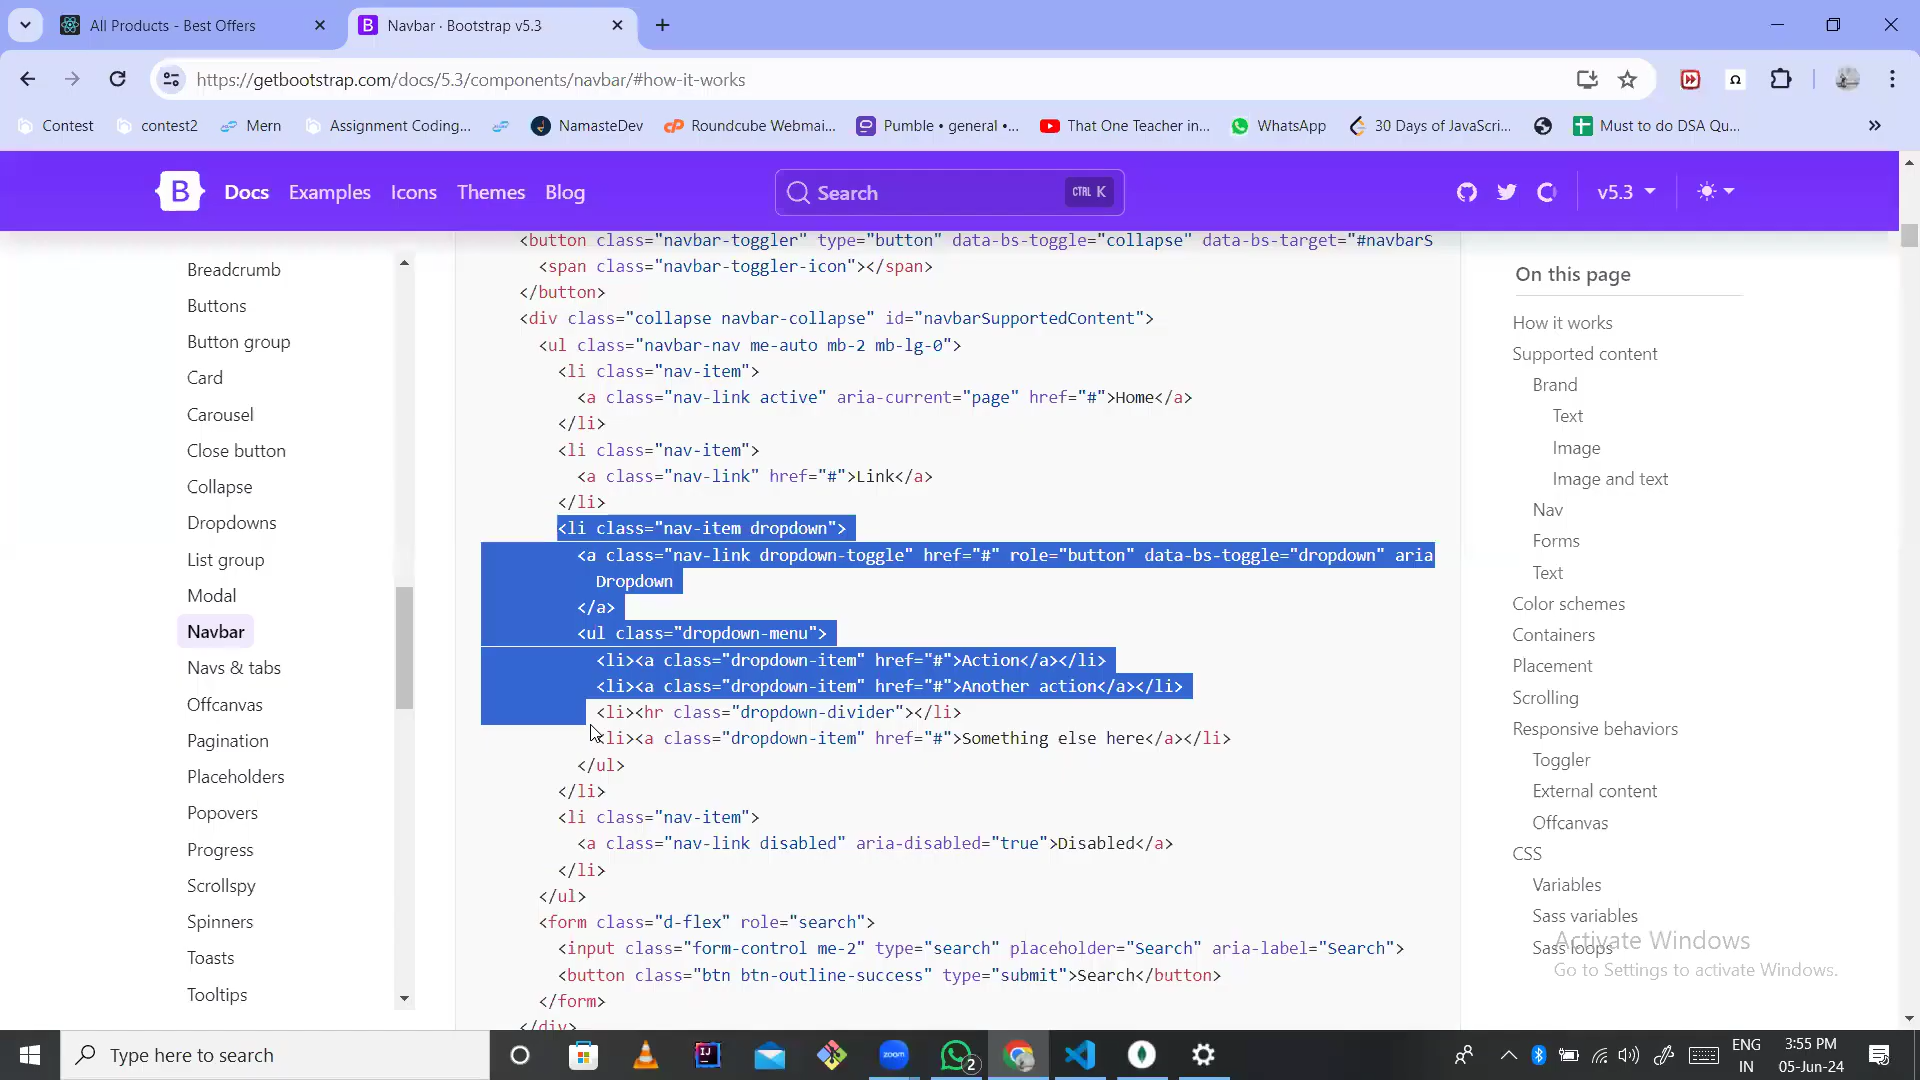 All Products - Best Offers
Navbar · Bootstrap v5.3
https://getbootstrap.com/docs/5.3/components/navbar/#how-it-works
Contest
contest2
Mern
Assignment Coding...
NamasteDev
Roundcube Webmai...
Pumble • general •...
That One Teacher in...
WhatsApp
30 Days of JavaScri...
Must to do DSA Qu...
B
Docs
Examples
Icons
Themes
Blog
Search
CTRL K
v5.3
Breadcrumb
Buttons
Button group
Card
Carousel
Close button
Collapse
Dropdowns
List group
Modal
Navbar
Navs & tabs
Offcanvas
Pagination
Placeholders
Popovers
Progress
Scrollspy
Spinners
Toasts
Tooltips
<button class="navbar-toggler" type="button" data-bs-toggle="collapse" data-bs-target="#navbarS
<span class="navbar-toggler-icon"></span>
</button>
<div class="collapse navbar-collapse" id="navbarSupportedContent">
<ul class="navbar-nav me-auto mb-2 mb-lg-0">
<li class="nav-item">
<a class="nav-link active" aria-current="page" href="#">Home</a>
</li>
<li class="nav-item">
<a class="nav-link" href="#">Link</a>
</li>
<li class="nav-item dropdown">
<a class="nav-link dropdown-toggle" href="#" role="button" data-bs-toggle="dropdown" aria
Dropdown
</a>
<ul class="dropdown-menu">
<li><a class="dropdown-item" href="#">Action</a></li>
<li><a class="dropdown-item" href="#">Another action</a></li>
<li><hr class="dropdown-divider"></li>
<li><a class="dropdown-item" href="#">Something else here</a></li>
</ul>
</li>
<li class="nav-item">
<a class="nav-link disabled" aria-disabled="true">Disabled</a>
</li>
</ul>
<form class="d-flex" role="search">
<input class="form-control me-2" type="search" placeholder="Search" aria-label="Search">
<button class="btn btn-outline-success" type="submit">Search</button>
</form>
</div>
On this page
How it works
Supported content
Brand
Text
Image
Image and text
Nav
Forms
Text
Color schemes
Containers
Placement
Scrolling
Responsive behaviors
Toggler
External content
Offcanvas
CSS
Variables
Sass variables
Sass loops
Activate Windows
Go to Settings to activate Windows.
Type here to search
zoom
2
ENG
IN
3:55 PM
05-Jun-24